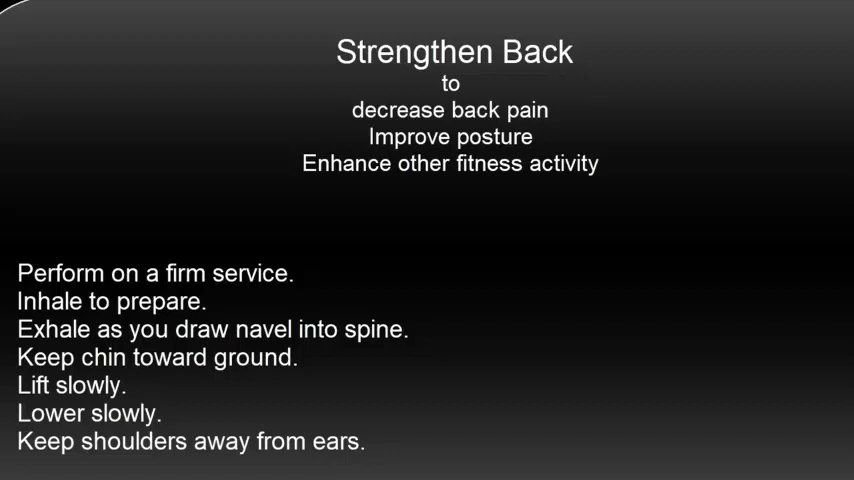 Strengthen Back
to
decrease back pain
Improve posture
Enhance other fitness activity
Perform on a firm service.
Inhale to prepare.
Exhale as you draw navel into spine.
Keep chin toward ground.
Lift slowly.
Lower slowly.
Keep shoulders away from ears.